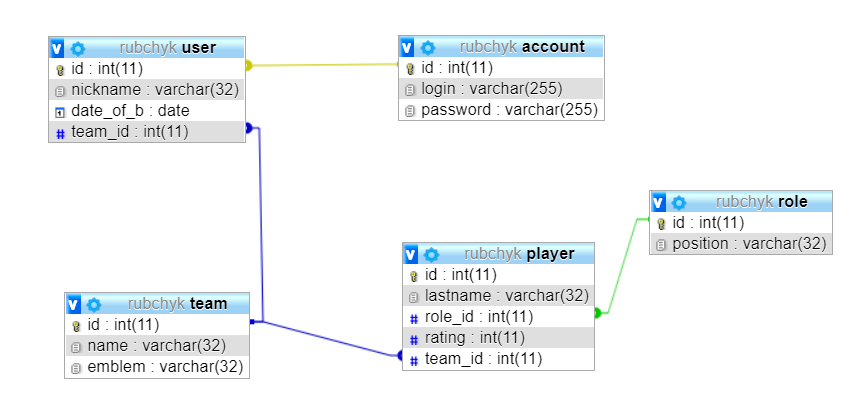 rubchyk user
id : int(11)
nickname : varchar(32)
date_of_b : date
team_id : int(11)
rubchyk account
id : int(11)
login : varchar(255)
password : varchar(255)
rubchyk role
id : int(11)
position : varchar(32)
rubchyk player
id : int(11)
lastname : varchar(32)
role_id : int(11)
rating : int(11)
team_id : int(11)
rubchyk team
id : int(11)
name : varchar(32)
emblem : varchar(32)